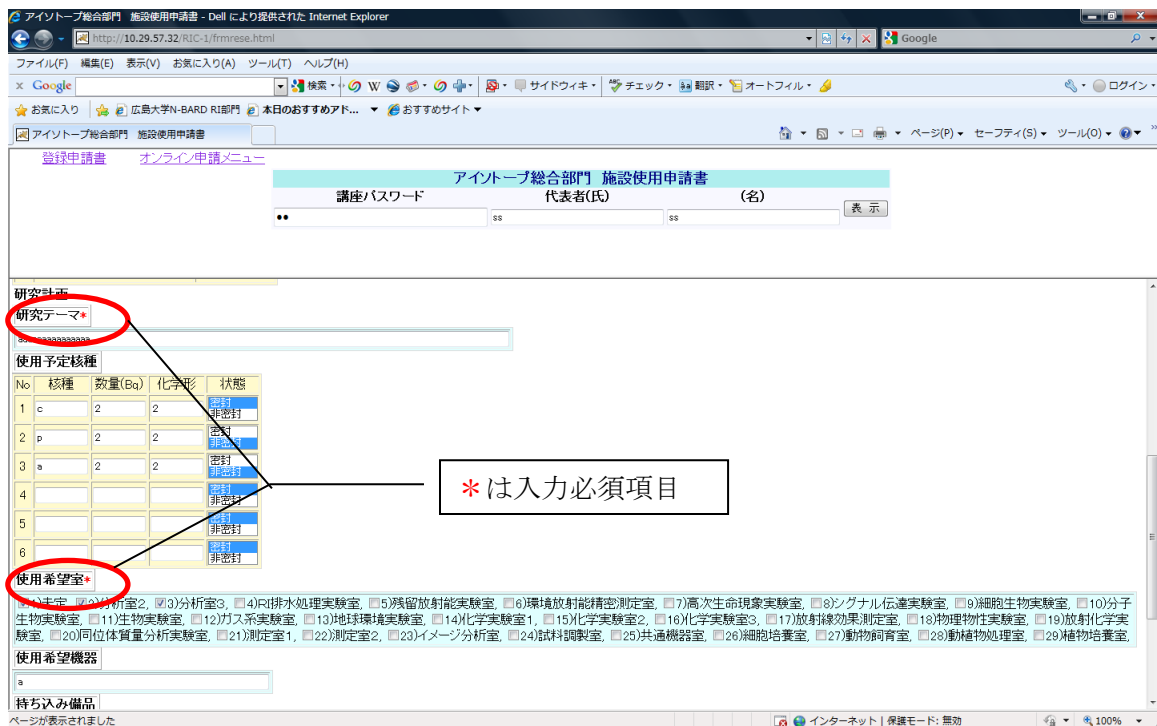 アイソトープ総合部門 施設使用申請書 - Dell により提供された Internet Explorer
http://10.29.57.32/RIC-1/frmrese.html
Google
ファイル(F) 編集(E) 表示(V) お気に入り(A) ツール(T) ヘルプ(H)
x Google 検索 サイドウィキ チェック 翻訳 オートフィル ログイン
お気に入り 広島大学N-BARD RI部門 本日のおすすめアド... おすすめサイト
アイソトープ総合部門 施設使用申請書 ページ(P) セーフティ(S) ツール(O)
登録申請書 オンライン申請メニュー
アイソトープ総合部門 施設使用申請書
講座パスワード 代表者(氏) (名)
●● ss ss 表 示
研究計画
研究テーマ*
使用予定核種
No 核種 数量(Bq) 化学形 状態
1 c 2 2 密封 非密封
2 p 2 2 密封 非密封
3 a 2 2 密封 非密封
4 密封 非密封
5 密封 非密封
6 密封 非密封
*は入力必須項目
使用希望室*
1)未定, 2)分析室2, 3)分析室3, 4)RI排水処理実験室, 5)残留放射能実験室, 6)環境放射能精密測定室, 7)高次生命現象実験室, 8)シグナル伝達実験室, 9)細胞生物実験室, 10)分子
生物実験室, 11)生物実験室, 12)ガス系実験室, 13)地球環境実験室, 14)化学実験室1, 15)化学実験室2, 16)化学実験室3, 17)放射線効果測定室, 18)物理物性実験室, 19)放射化学実
験室, 20)同位体質量分析実験室, 21)測定室1, 22)測定室2, 23)イメージ分析室, 24)試料調製室, 25)共通機器室, 26)細胞培養室, 27)動物飼育室, 28)動植物処理室, 29)植物培養室,
使用希望機器
a
持ち込み備品
ページが表示されました インターネット | 保護モード: 無効 100%